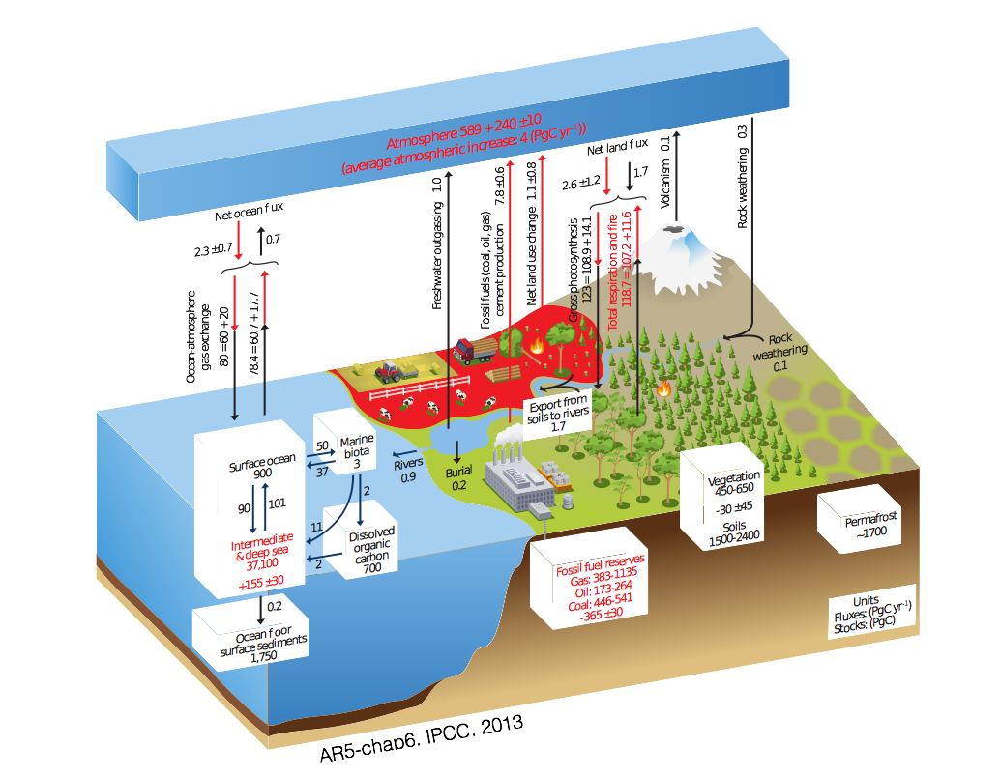 Atmosphere 589 + 240 ±10
(average atmospheric increase: 4 (PgC yr⁻¹))
Net ocean f ux
2.3 ±0.7
0.7
Ocean-atmosphere
gas exchange
80 = 60 + 20
78.4 = 60.7 + 17.7
Freshwater outgassing 1.0
Fossil fuels (coal, oil, gas)
cement production 7.8 ±0.6
Net land use change 1.1 ±0.8
Net land f ux
2.6 ±1.2
1.7
Gross photosynthesis
123 = 108.9 + 14.1
Total respiration and fire
118.7 = 107.2 + 11.6
Volcanism 0.1
Rock weathering 0.3
Rock
weathering
0.1
Export from
soils to rivers
1.7
Rivers
0.9
Burial
0.2
Surface ocean
900
50
37
Marine
biota
3
90
101
2
11
2
Intermediate
& deep sea
37,100
+155 ±30
Dissolved
organic
carbon
700
0.2
Ocean f oor
surface sediments
1,750
Fossil fuel reserves
Gas: 383-1135
Oil: 173-264
Coal: 446-541
-365 ±30
Vegetation
450-650
-30 ±45
Soils
1500-2400
Permafrost
~1700
Units
Fluxes: (PgC yr⁻¹)
Stocks: (PgC)
AR5-chap6, IPCC, 2013